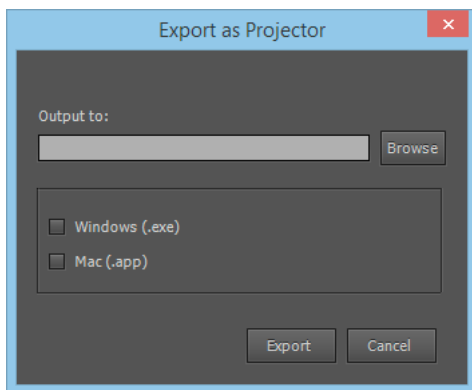 Export as Projector
Output to:
Browse
Windows (.exe)
Mac (.app)
Export
Cancel